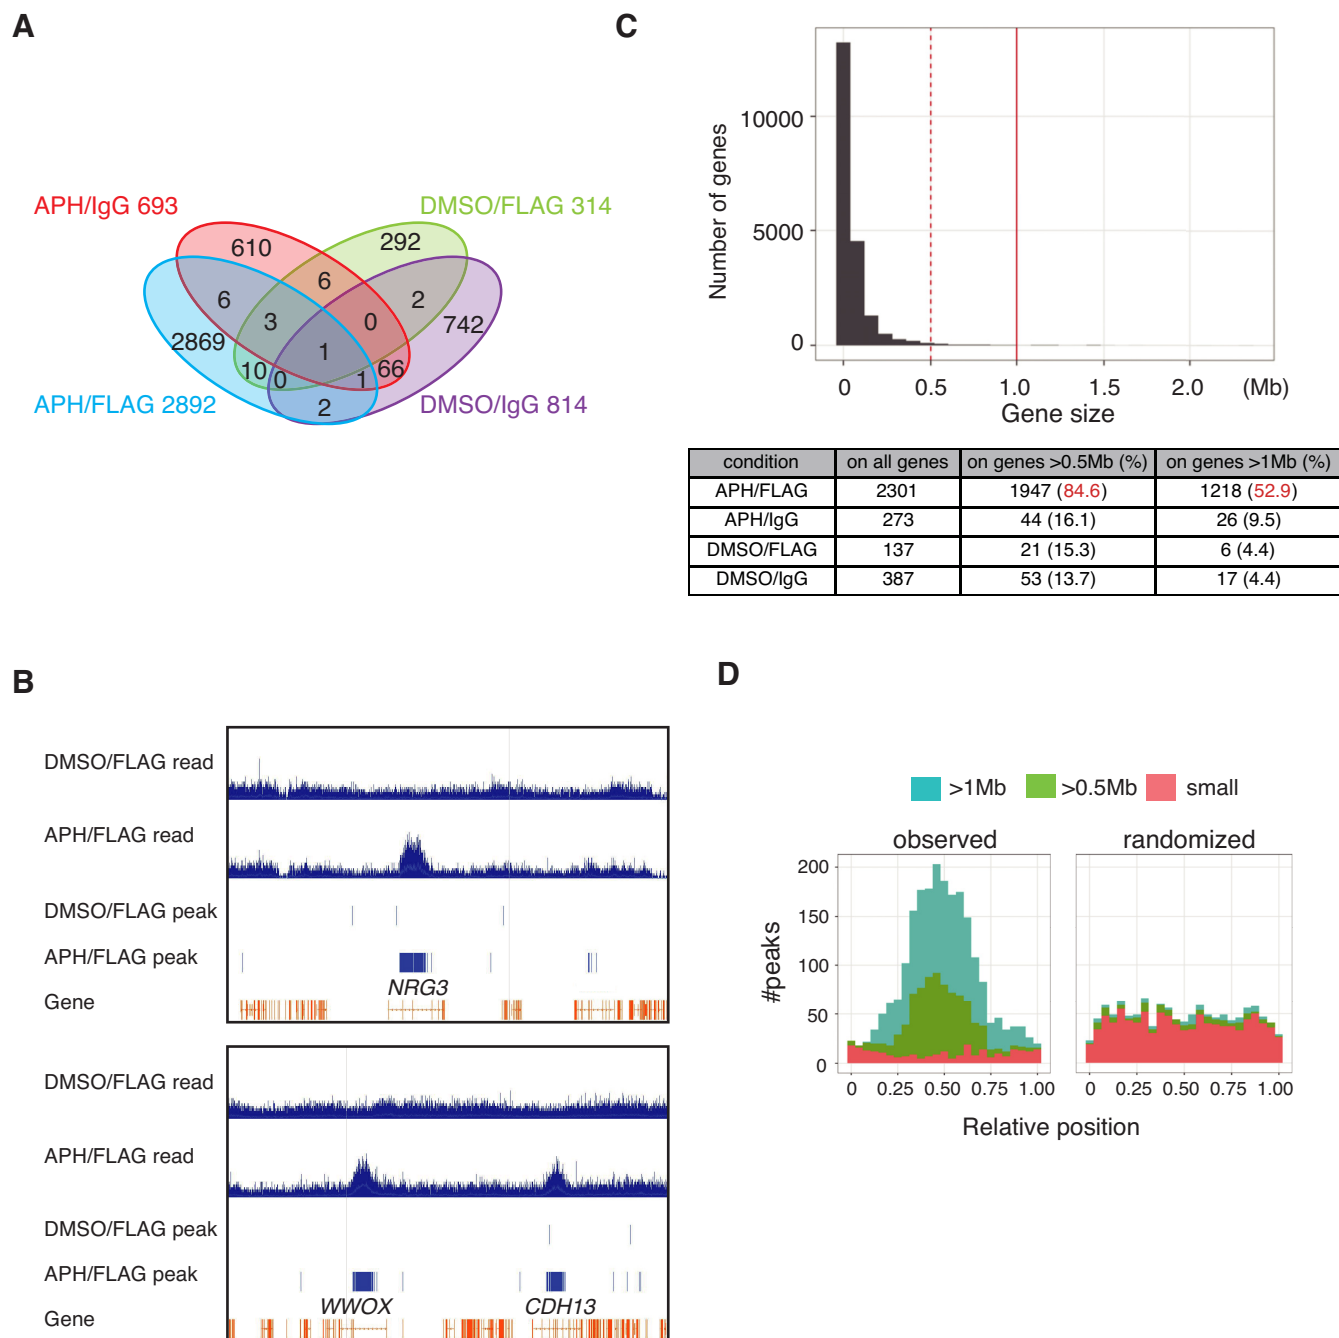 A
APH/IgG 693
DMSO/FLAG 314
610
292
6
6
2
3
0
742
2869
1
10
0
1
66
2
APH/FLAG 2892
DMSO/IgG 814
C
Number of genes
10000
5000
0
0 0.5 1.0 1.5 2.0 (Mb)
Gene size
condition on all genes on genes >0.5Mb (%) on genes >1Mb (%)
APH/FLAG 2301 1947 (84.6) 1218 (52.9)
APH/IgG 273 44 (16.1) 26 (9.5)
DMSO/FLAG 137 21 (15.3) 6 (4.4)
DMSO/IgG 387 53 (13.7) 17 (4.4)
B
DMSO/FLAG read
APH/FLAG read
DMSO/FLAG peak
APH/FLAG peak
NRG3
Gene
DMSO/FLAG read
APH/FLAG read
DMSO/FLAG peak
APH/FLAG peak
WWOX CDH13
Gene
D
>1Mb >0.5Mb small
observed randomized
#peaks
200
150
100
50
0
0 0.25 0.50 0.75 1.00 0 0.25 0.50 0.75 1.00
Relative position